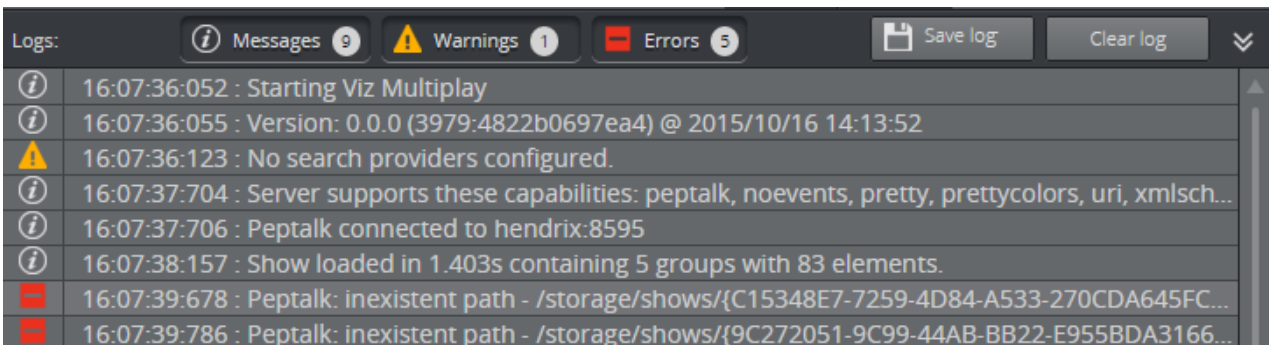 Logs: Messages 9 Warnings 1 Errors 5 Save log Clear log
16:07:36:052 : Starting Viz Multiplay
16:07:36:055 : Version: 0.0.0 (3979:4822b0697ea4) @ 2015/10/16 14:13:52
16:07:36:123 : No search providers configured.
16:07:37:704 : Server supports these capabilities: peptalk, noevents, pretty, prettycolors, uri, xmlsch...
16:07:37:706 : Peptalk connected to hendrix:8595
16:07:38:157 : Show loaded in 1.403s containing 5 groups with 83 elements.
16:07:39:678 : Peptalk: inexistent path - /storage/shows/{C15348E7-7259-4D84-A533-270CDA645FC...
16:07:39:786 : Peptalk: inexistent path - /storage/shows/{9C272051-9C99-44AB-BB22-E955BDA3166...